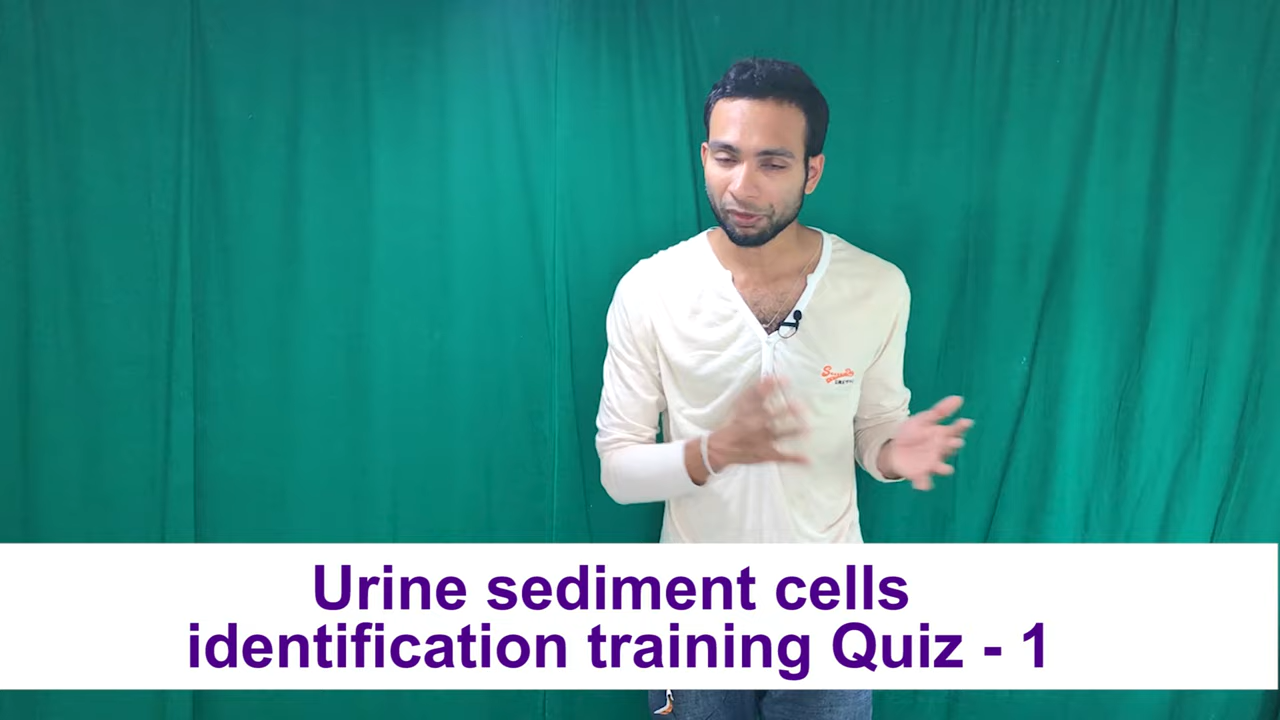 Urine sediment cells
identification training Quiz - 1